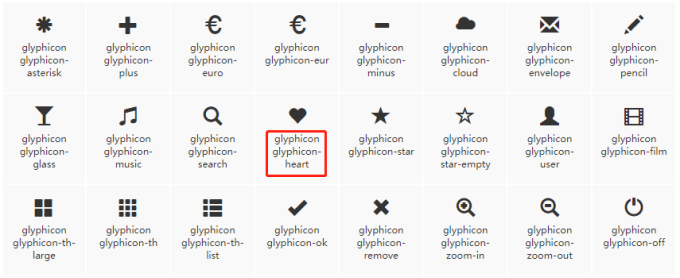 glyphicon
glyphicon-
asterisk
glyphicon
glyphicon-
plus
glyphicon
glyphicon-
euro
glyphicon
glyphicon-eur
glyphicon
glyphicon-
minus
glyphicon
glyphicon-
cloud
glyphicon
glyphicon-
envelope
glyphicon
glyphicon-
pencil
glyphicon
glyphicon-
glass
glyphicon
glyphicon-
music
glyphicon
glyphicon-
search
glyphicon
glyphicon-
heart
glyphicon
glyphicon-star
glyphicon
glyphicon-
star-empty
glyphicon
glyphicon-
user
glyphicon
glyphicon-film
glyphicon
glyphicon-th-
large
glyphicon
glyphicon-th
glyphicon
glyphicon-th-
list
glyphicon
glyphicon-ok
glyphicon
glyphicon-
remove
glyphicon
glyphicon-
zoom-in
glyphicon
glyphicon-
zoom-out
glyphicon
glyphicon-off